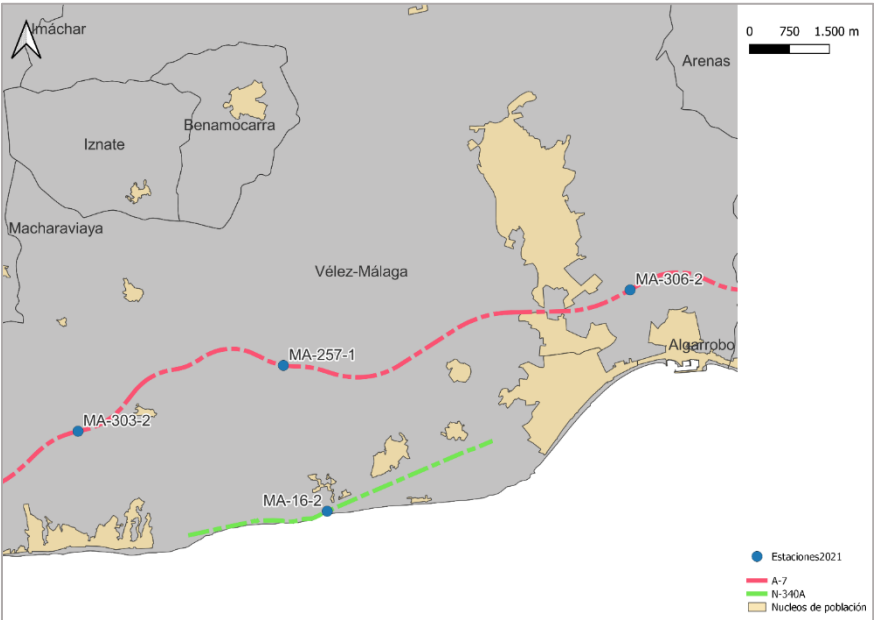 lmáchar
0 750 1.500 m
Arenas
Benamocarra
Iznate
Macharaviaya
Vélez-Málaga
MA-306-2
Algarrobo
MA-257-1
MA-303-2
MA-16-2
Estaciones2021
A-7
N-340A
Nucleos de población